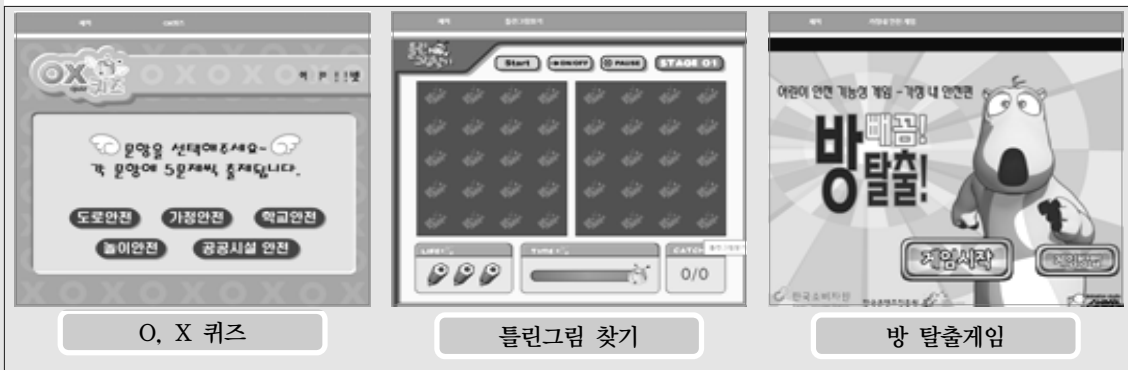 OX 퀴즈
문항을 선택해주세요~
각 문항에 5문제씩 출제됩니다.
도로안전 가정안전 학교안전
놀이안전 공공시설 안전
O, X 퀴즈
Start ON/OFF PAUSE STAGE 01
0/0
틀린그림 찾기
어린이 안전 기능성 게임 - 가정 내 안전편
방 배꼼!
탈출!
게임시작
한국소비자원
방 탈출게임